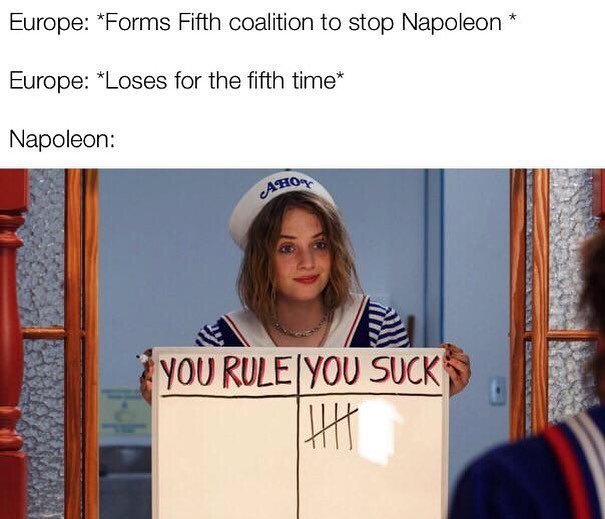 Europe: *Forms Fifth coalition to stop Napoleon *
Europe: *Loses for the fifth time*
Napoleon:
AHOY
YOU RULE YOU SUCK